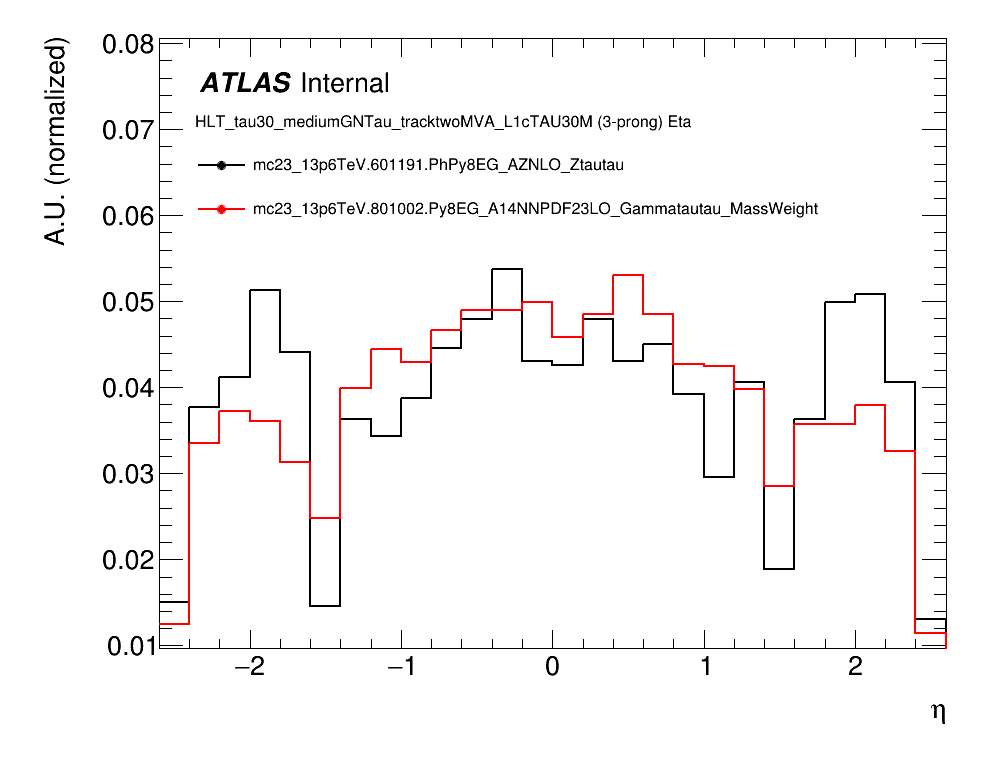 A.U. (normalized)
0.08
0.07
0.06
0.05
0.04
0.03
0.02
0.01
ATLAS Internal
HLT_tau30_mediumGNTau_tracktwoMVA_L1cTAU30M (3-prong) Eta
mc23_13p6TeV.601191.PhPy8EG_AZNLO_Ztautau
mc23_13p6TeV.801002.Py8EG_A14NNPDF23LO_Gammatautau_MassWeight
−2 −1 0 1 2
η